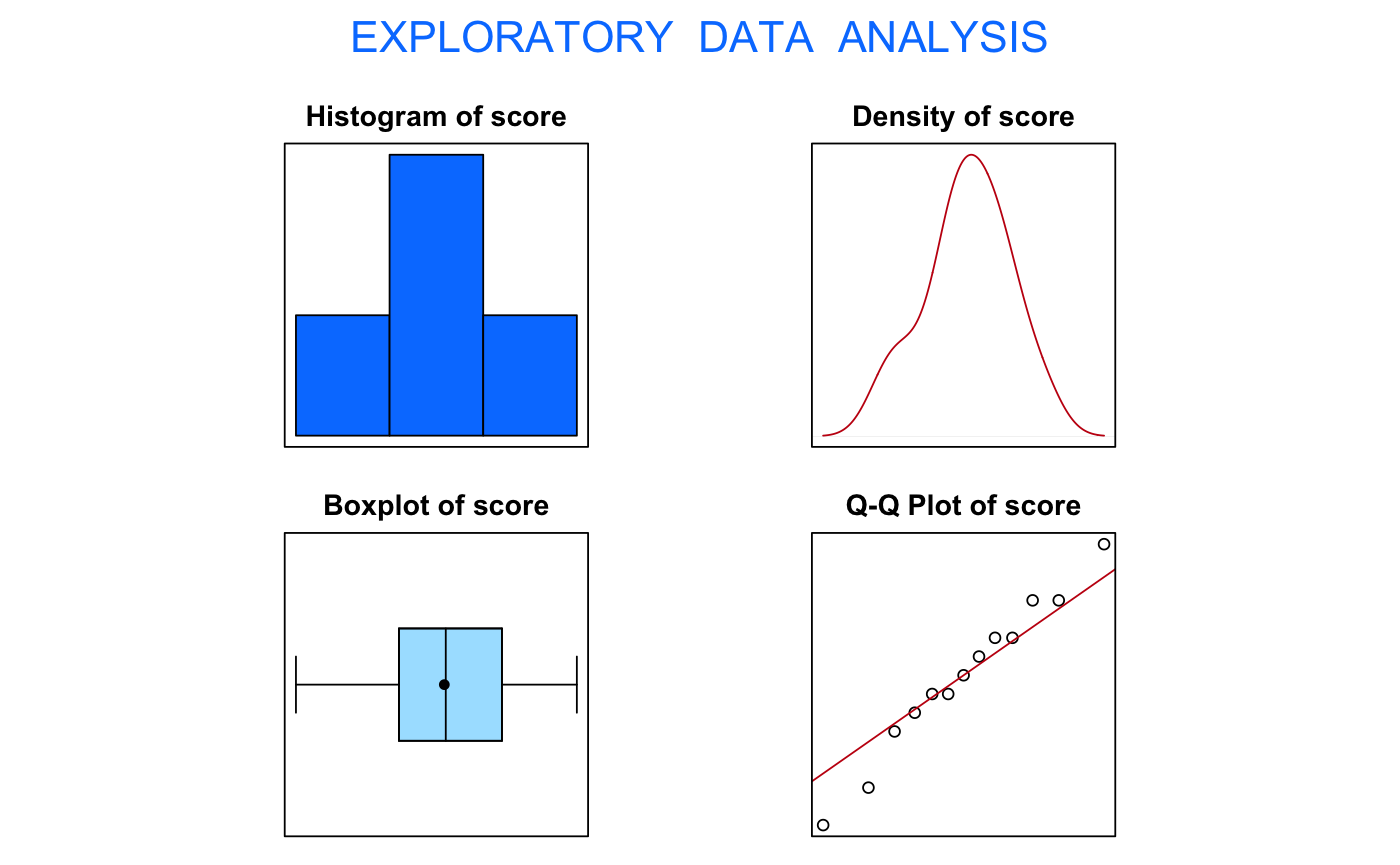 EXPLORATORY DATA ANALYSIS
Histogram of score
Density of score
Boxplot of score
Q-Q Plot of score